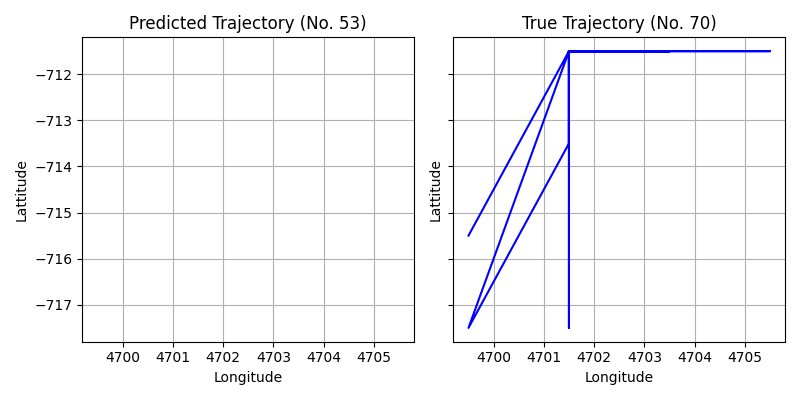 Predicted Trajectory (No. 53)
True Trajectory (No. 70)
Lattitude
−712
−713
−714
−715
−716
−717
4700 4701 4702 4703 4704 4705
Longitude
Lattitude
4700 4701 4702 4703 4704 4705
Longitude